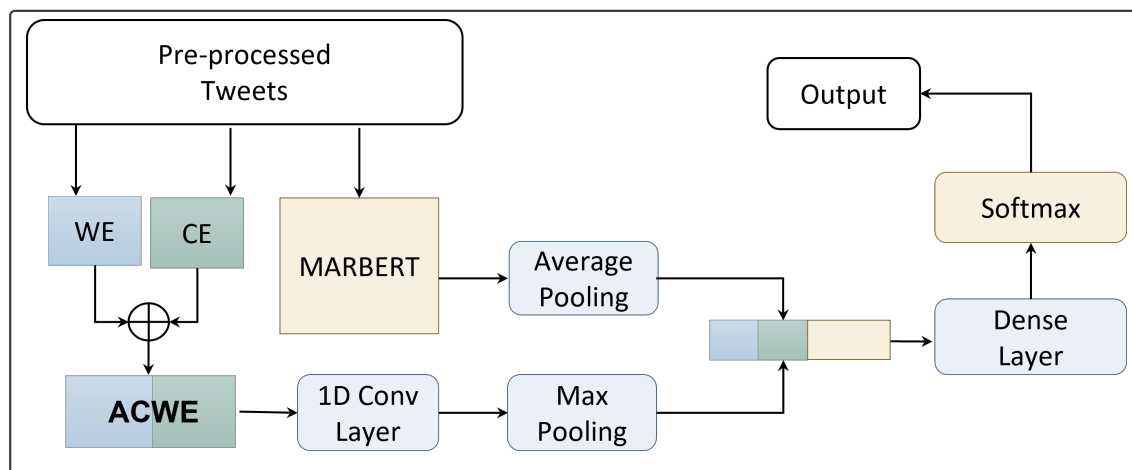 Pre-processed
Tweets
Output
WE
CE
MARBERT
Average
Pooling
Softmax
Dense
Layer
ACWE
1D Conv
Layer
Max
Pooling